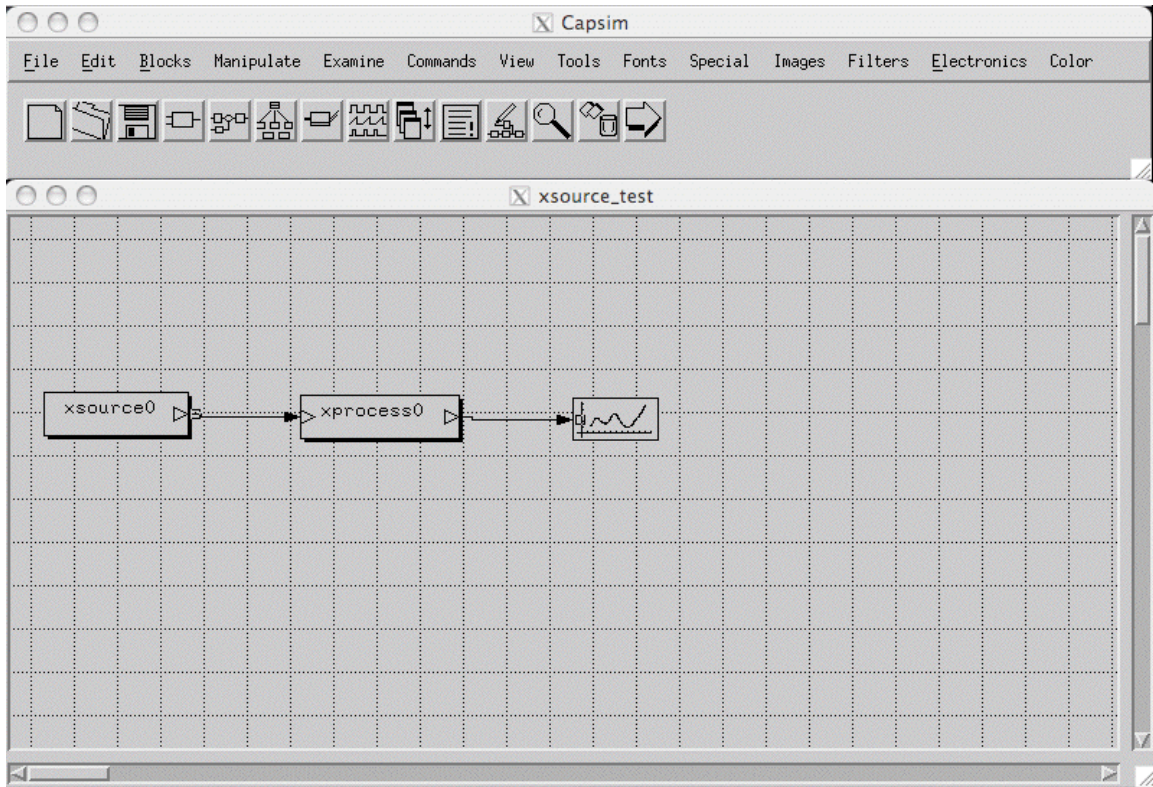 X Capsim
File Edit Blocks Manipulate Examine Commands View Tools Fonts Special Images Filters Electronics Color
X xsource_test
xsource0
xprocess0